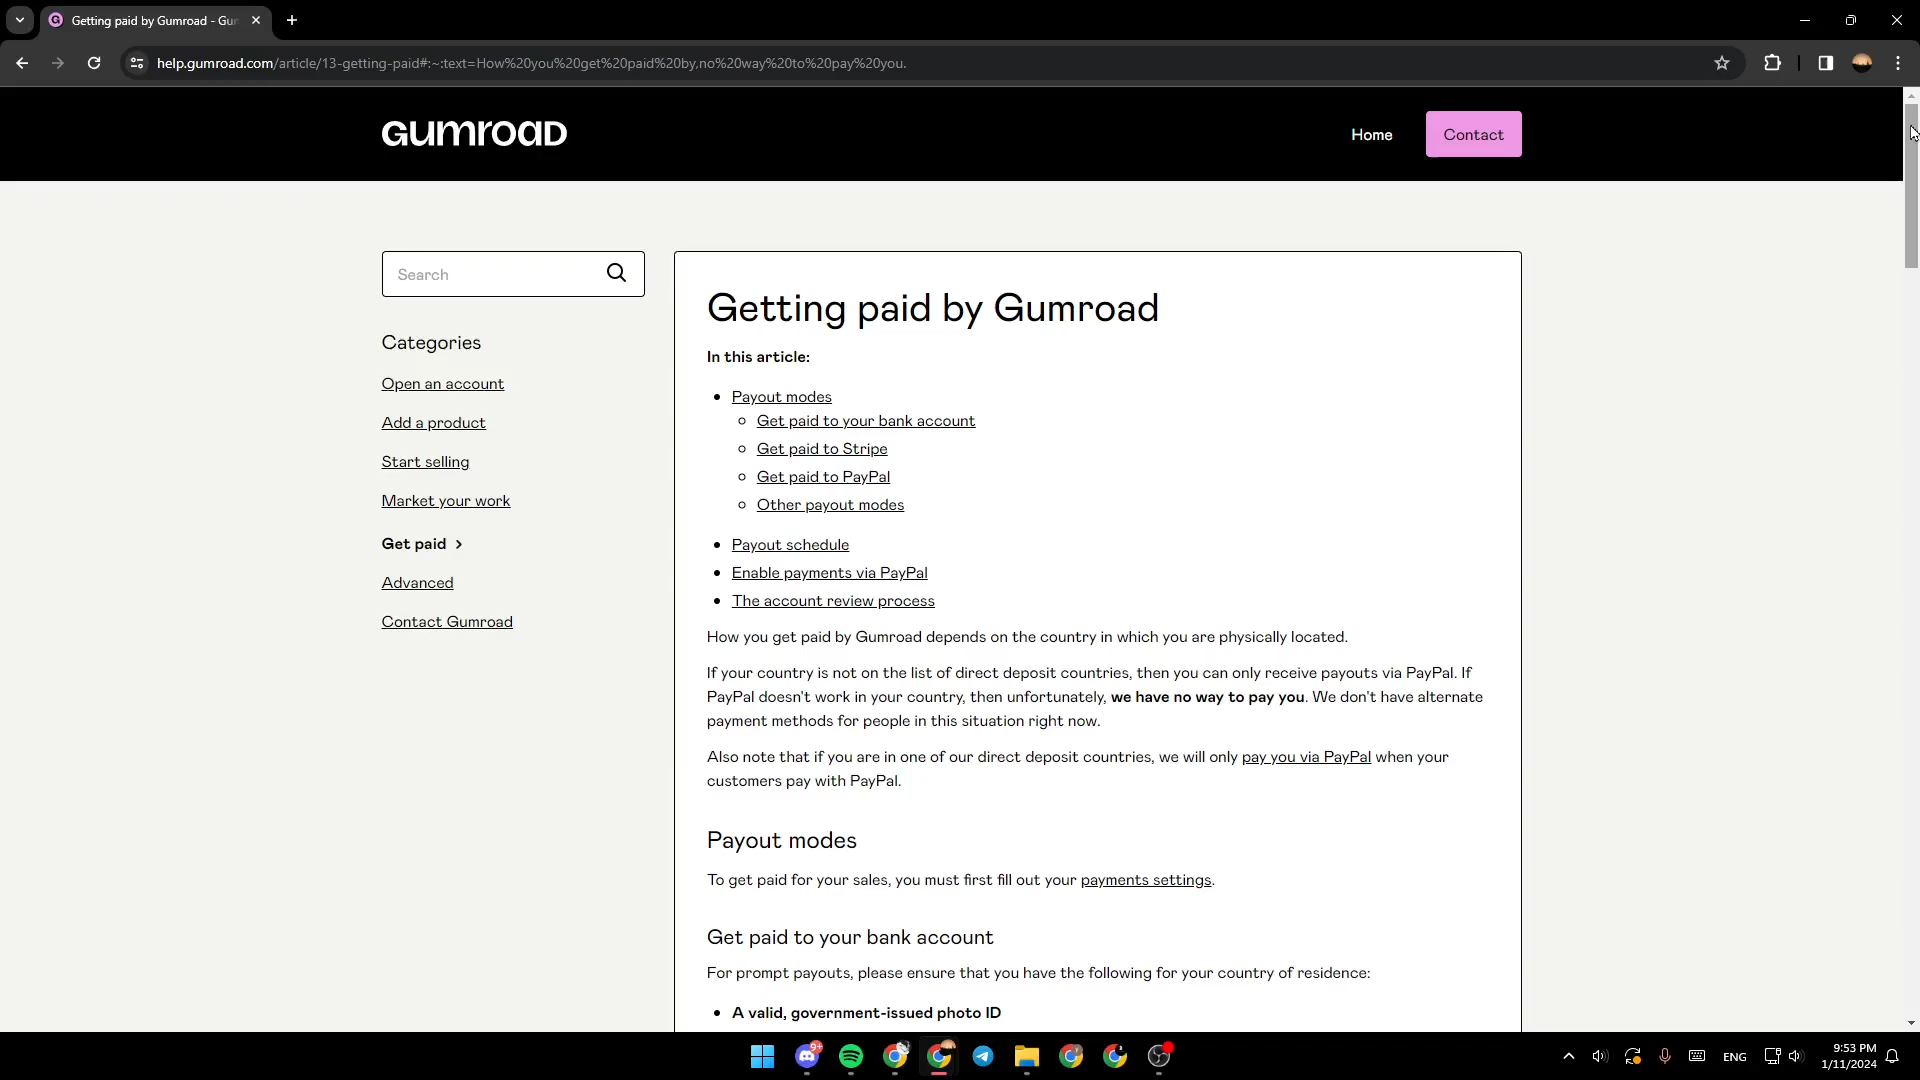 Getting paid by Gumroad - Gu
help.gumroad.com/article/13-getting-paid#:~:text=How%20you%20get%20paid%20by,no%20way%20to%20pay%20you.
GUMROAD
Home
Contact
Search
Categories
Open an account
Add a product
Start selling
Market your work
Get paid
Advanced
Contact Gumroad
Getting paid by Gumroad
In this article:
Payout modes
Get paid to your bank account
Get paid to Stripe
Get paid to PayPal
Other payout modes
Payout schedule
Enable payments via PayPal
The account review process
How you get paid by Gumroad depends on the country in which you are physically located.
If your country is not on the list of direct deposit countries, then you can only receive payouts via PayPal. If
PayPal doesn't work in your country, then unfortunately, we have no way to pay you. We don't have alternate
payment methods for people in this situation right now.
Also note that if you are in one of our direct deposit countries, we will only pay you via PayPal when your
customers pay with PayPal.
Payout modes
To get paid for your sales, you must first fill out your payments settings.
Get paid to your bank account
For prompt payouts, please ensure that you have the following for your country of residence:
A valid, government-issued photo ID
9+
ENG
9:53 PM
1/11/2024